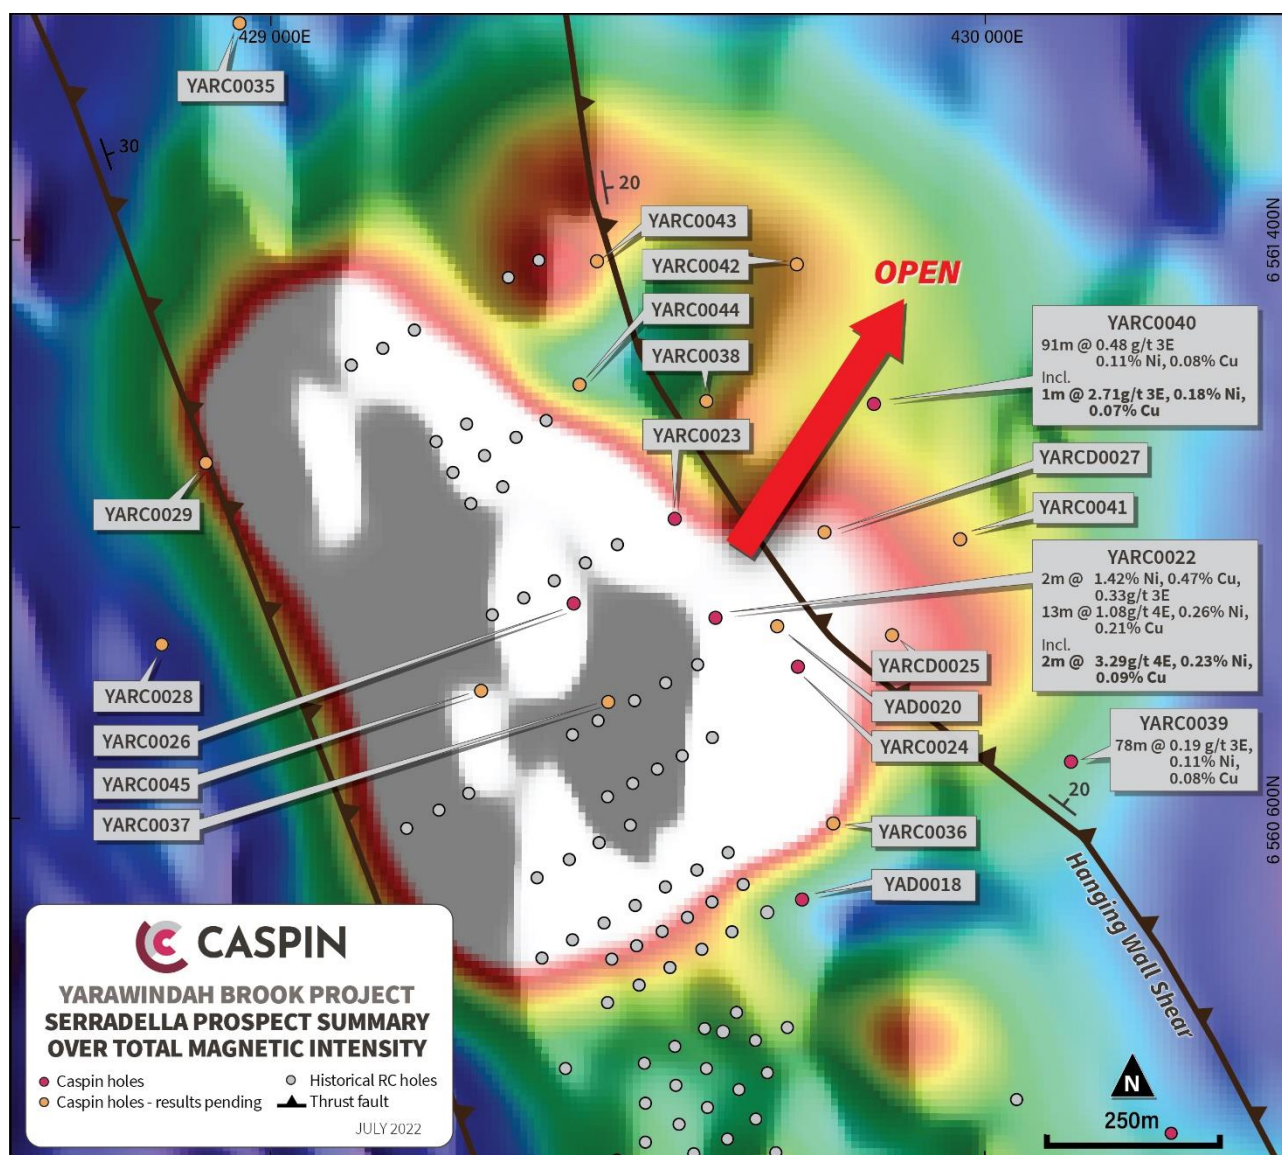 429 000E
430 000E
YARC0035
30
20
6 561 400N
YARC0043
YARC0042
OPEN
YARC0044
YARC0040
91m @ 0.48 g/t 3E
0.11% Ni, 0.08% Cu
Incl.
1m @ 2.71g/t 3E, 0.18% Ni,
0.07% Cu
YARC0038
YARC0023
YARCD0027
YARC0029
YARC0041
YARC0022
2m @ 1.42% Ni, 0.47% Cu,
0.33g/t 3E
13m @ 1.08g/t 4E, 0.26% Ni,
0.21% Cu
Incl.
2m @ 3.29g/t 4E, 0.23% Ni,
0.09% Cu
YARCD0025
YARC0028
YAD0020
YARC0026
YARC0024
YARC0039
78m @ 0.19 g/t 3E,
0.11% Ni,
0.08% Cu
YARC0045
20
YARC0037
YARC0036
6 560 600N
YAD0018
Hanging Wall Shear
CASPIN
YARAWINDAH BROOK PROJECT
SERRADELLA PROSPECT SUMMARY
OVER TOTAL MAGNETIC INTENSITY
Caspin holes
Historical RC holes
Caspin holes - results pending
Thrust fault
JULY 2022
N
250m